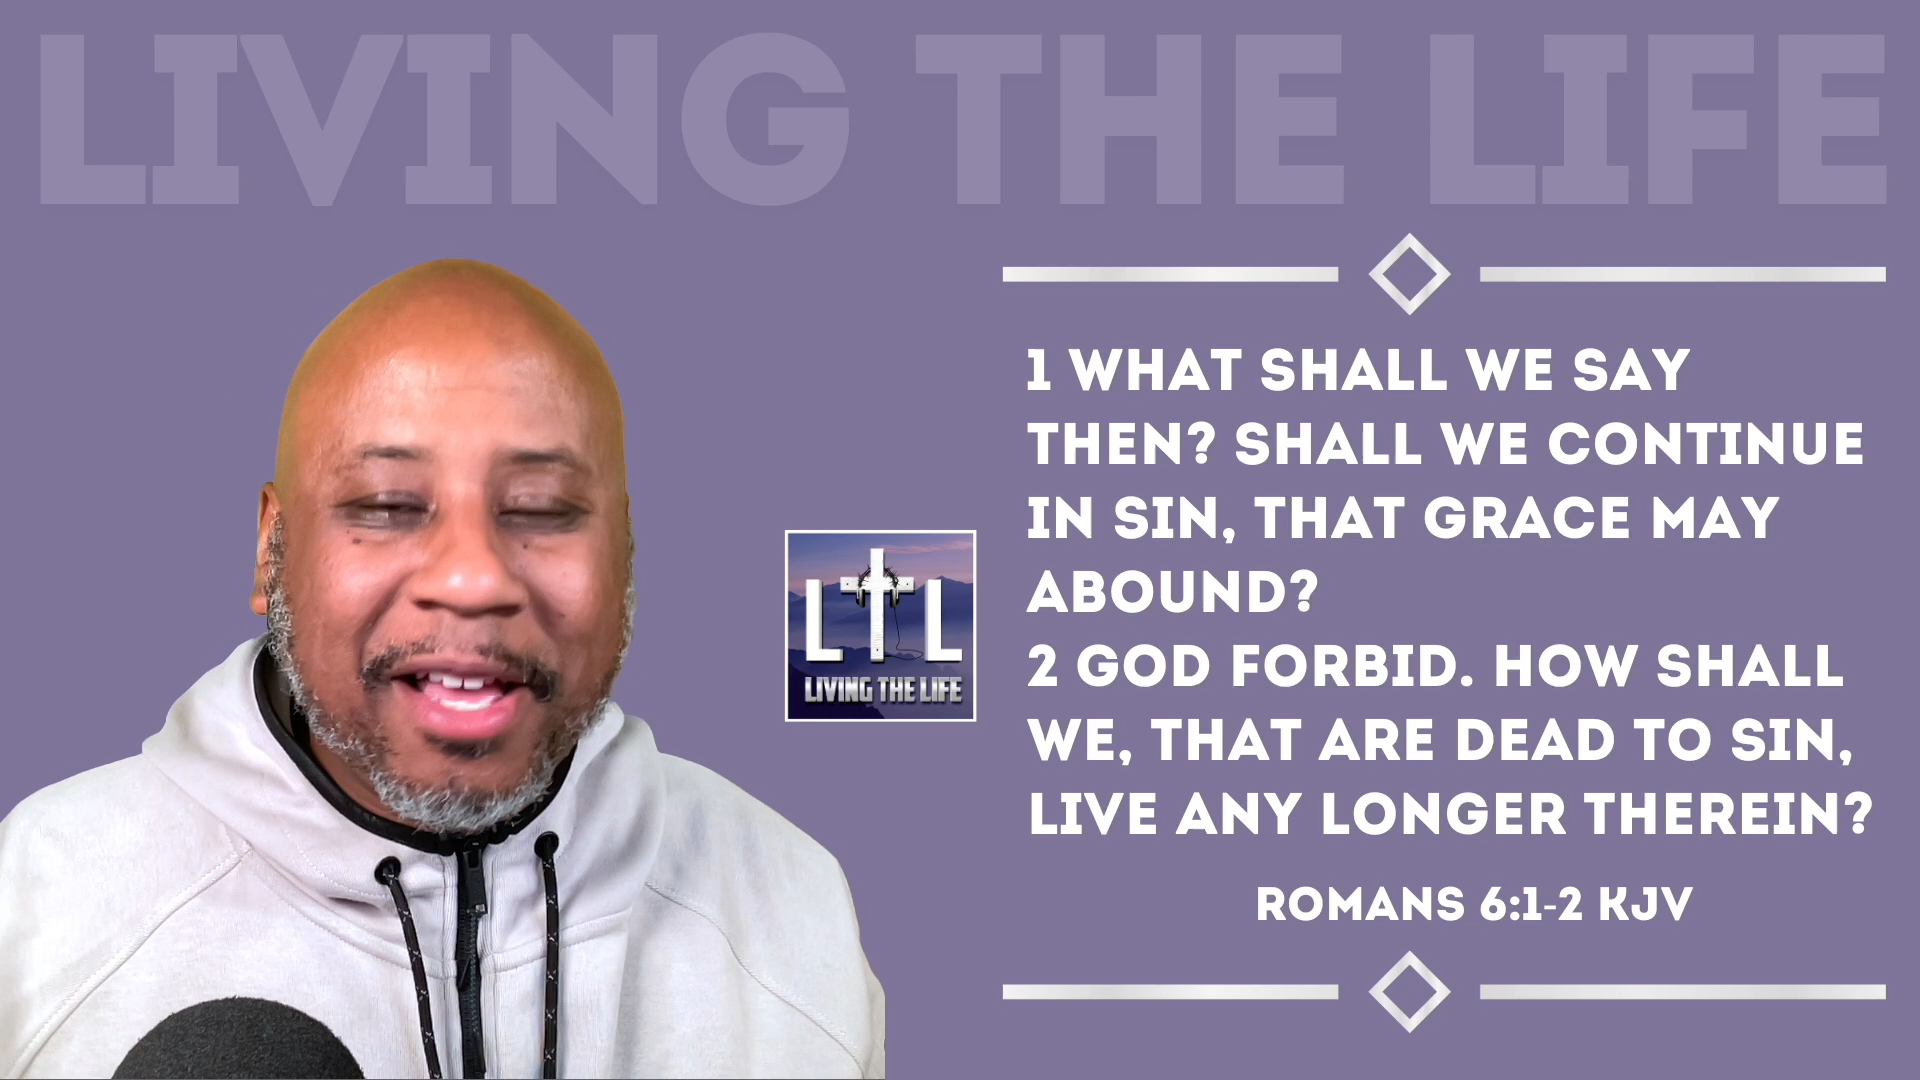 LIVING THE LIFE
1 WHAT SHALL WE SAY
THEN? SHALL WE CONTINUE
IN SIN, THAT GRACE MAY
ABOUND?
2 GOD FORBID. HOW SHALL
WE, THAT ARE DEAD TO SIN,
LIVE ANY LONGER THEREIN?
ROMANS 6:1-2 KJV
LTL
LIVING THE LIFE